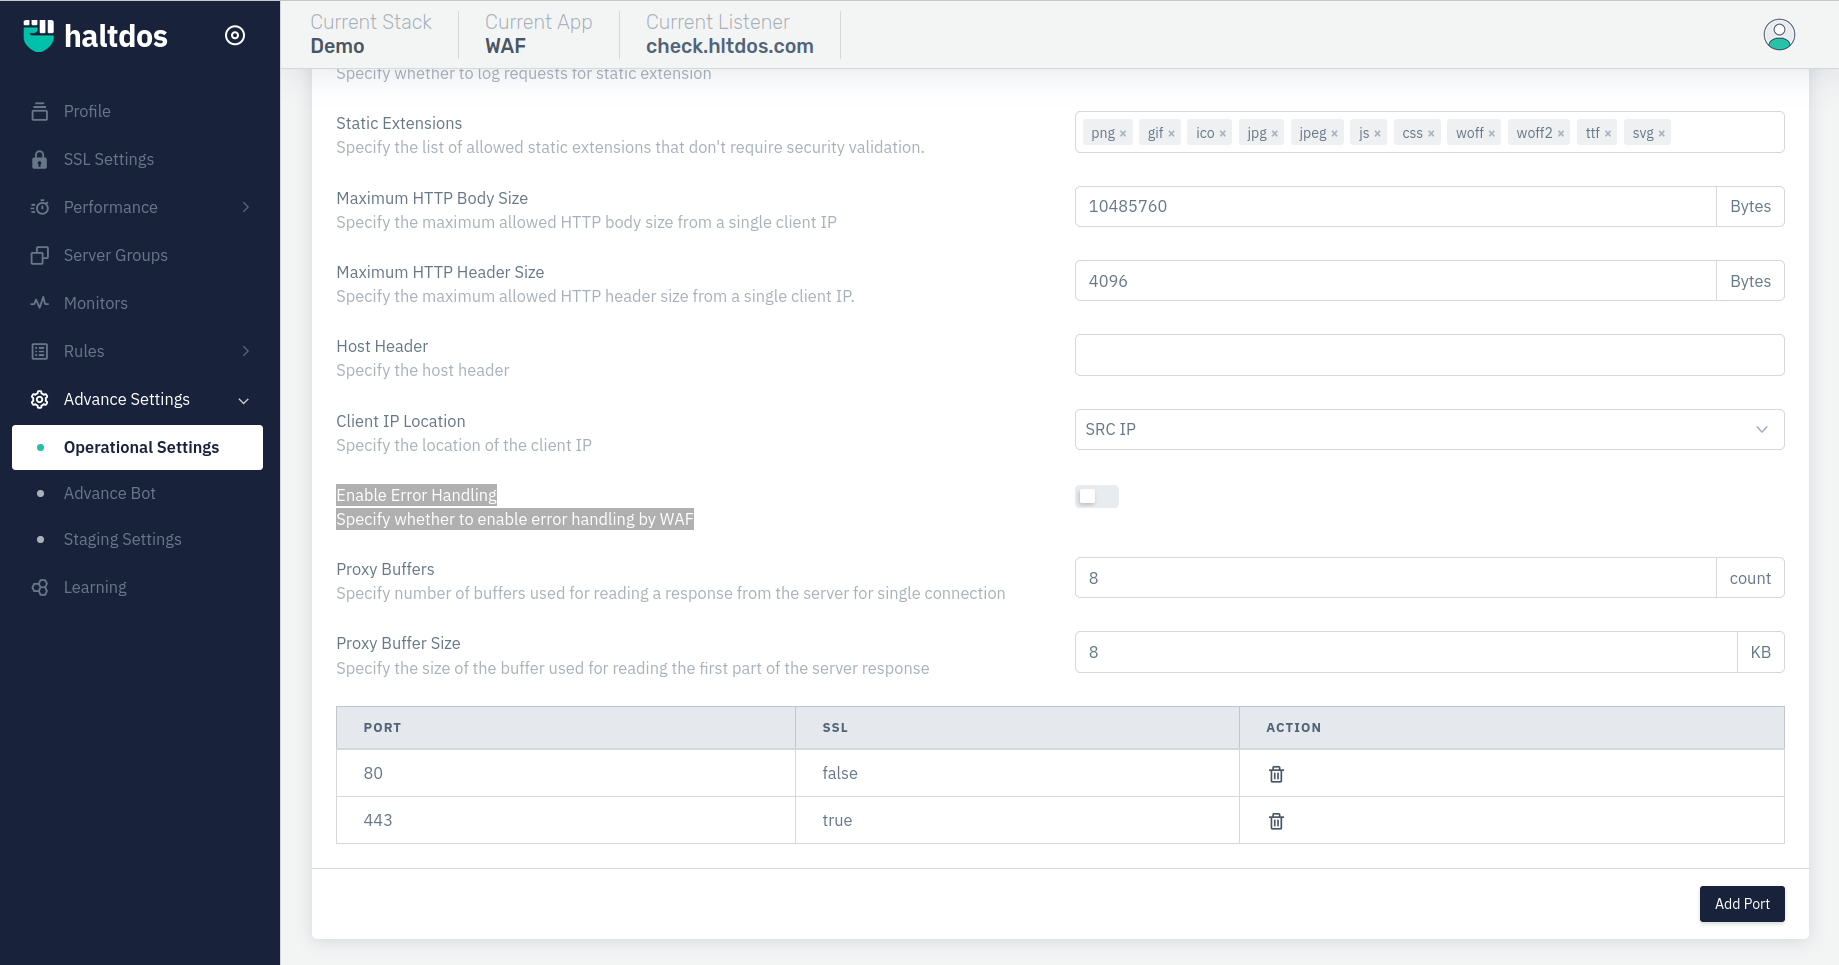 haltdos
Current Stack
Demo
Current App
WAF
Current Listener
check.hltdos.com
Profile
SSL Settings
Performance
Server Groups
Monitors
Rules
Advance Settings
Operational Settings
Advance Bot
Staging Settings
Learning
Specify whether to log requests for static extension
Static Extensions
Specify the list of allowed static extensions that don't require security validation.
png × gif × ico × jpg × jpeg × js × css × woff × woff2 × ttf × svg ×
Maximum HTTP Body Size
Specify the maximum allowed HTTP body size from a single client IP
10485760 Bytes
Maximum HTTP Header Size
Specify the maximum allowed HTTP header size from a single client IP.
4096 Bytes
Host Header
Specify the host header
Client IP Location
Specify the location of the client IP
SRC IP
Enable Error Handling
Specify whether to enable error handling by WAF
Proxy Buffers
Specify number of buffers used for reading a response from the server for single connection
8 count
Proxy Buffer Size
Specify the size of the buffer used for reading the first part of the server response
8 KB
PORT SSL ACTION
80 false
443 true
Add Port